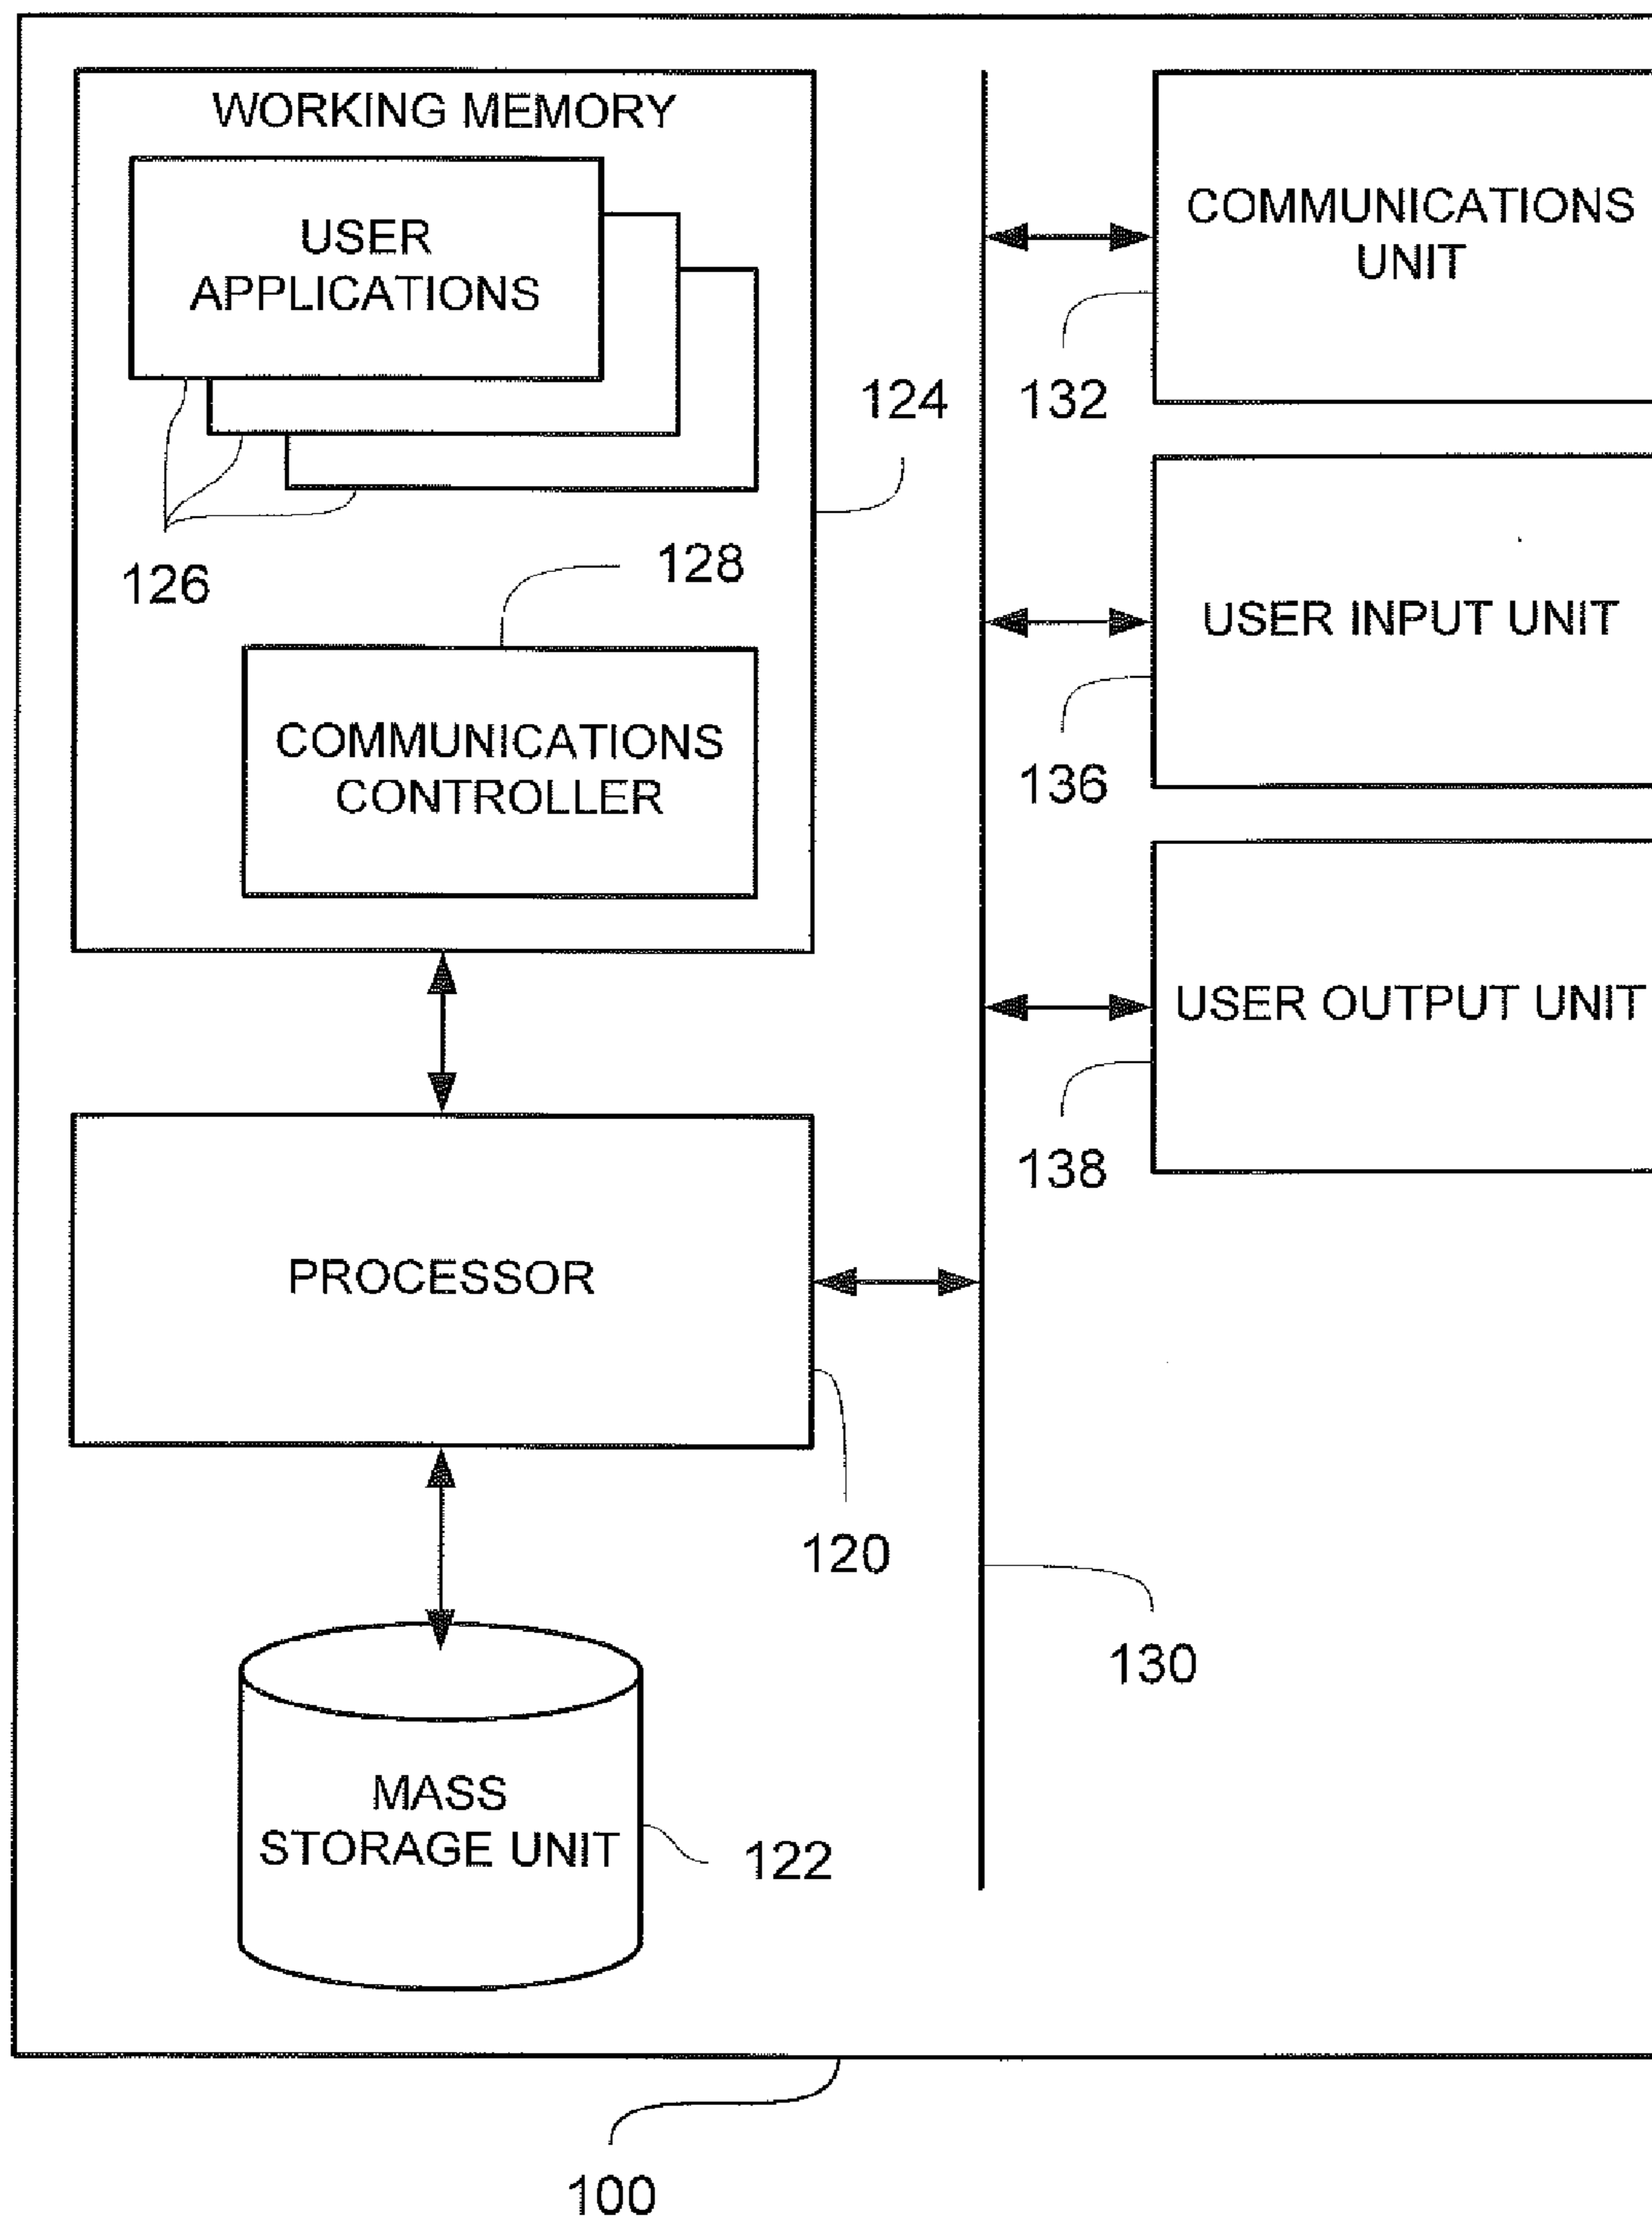 WORKING MEMORY
USER
APPLICATIONS
126
128
COMMUNICATIONS
CONTROLLER
124
COMMUNICATIONS
UNIT
132
USER INPUT UNIT
136
USER OUTPUT UNIT
138
PROCESSOR
120
130
MASS
STORAGE UNIT
122
100